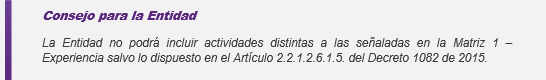 Consejo para la Entidad
La Entidad no podrá incluir actividades distintas a las señaladas en la Matriz 1 –
Experiencia salvo lo dispuesto en el Artículo 2.2.1.2.6.1.5. del Decreto 1082 de 2015.